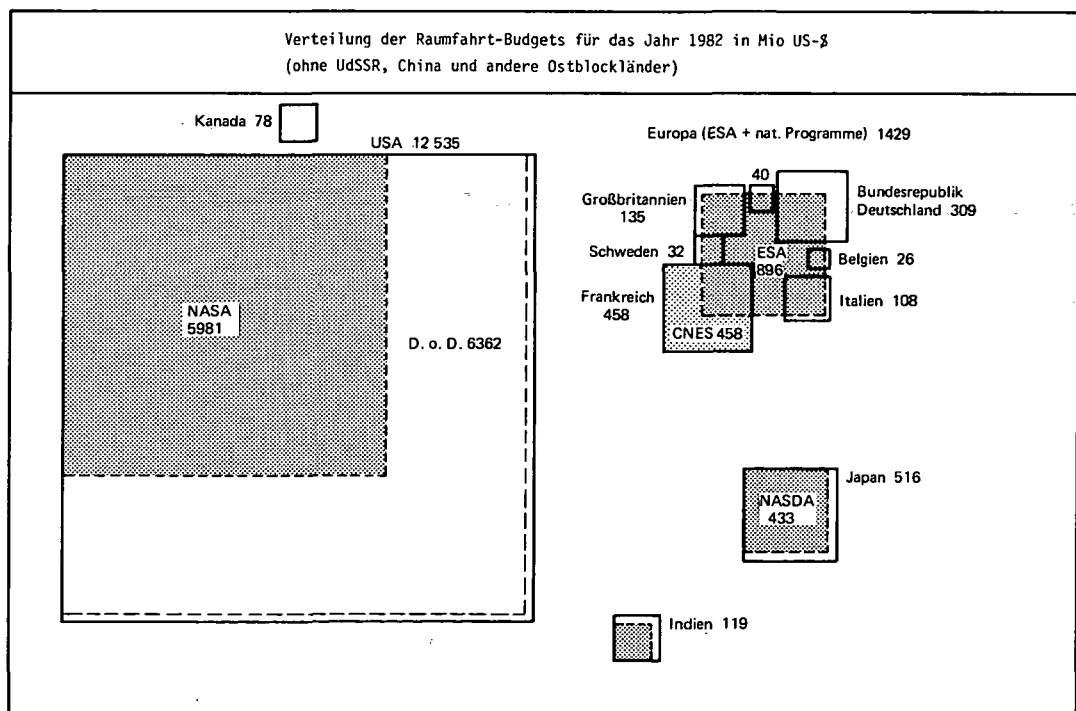 Verteilung der Raumfahrt-Budgets für das Jahr 1982 in Mio US-$
(ohne UdSSR, China und andere Ostblockländer)
Kanada 78
USA 12 535
NASA
5981
D. o. D. 6362
Europa (ESA + nat. Programme) 1429
40
Großbritannien
135
Bundesrepublik
Deutschland 309
Schweden 32
ESA
896
Belgien 26
Frankreich
458
CNES 458
Italien 108
Japan 516
NASDA
433
Indien 119